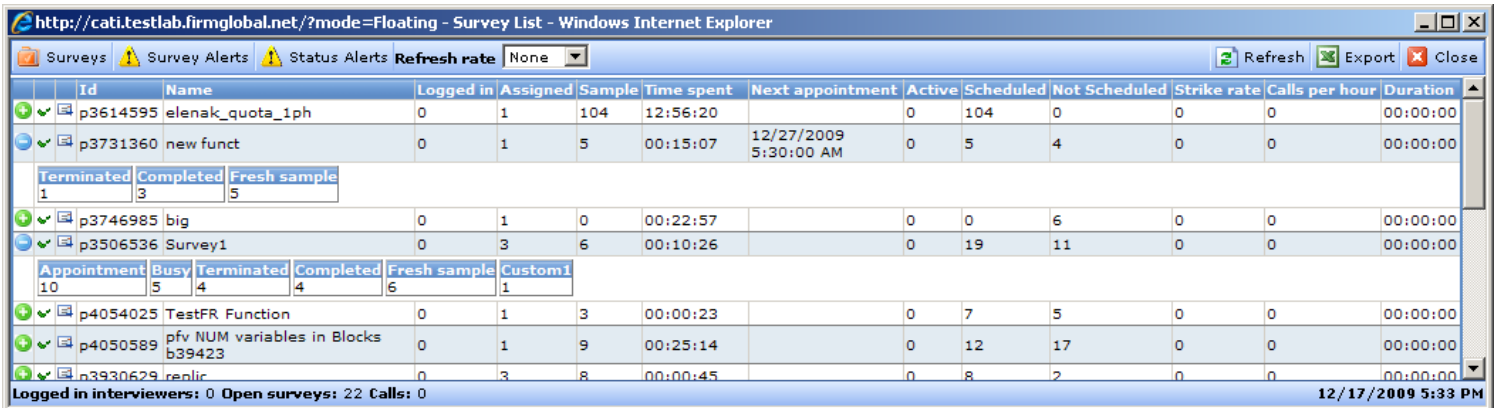 http://cati.testlab.firmglobal.net/?mode=Floating - Survey List - Windows Internet Explorer
Surveys Survey Alerts Status Alerts Refresh rate None Refresh Export Close
Id Name Logged in Assigned Sample Time spent Next appointment Active Scheduled Not Scheduled Strike rate Calls per hour Duration
p3614595 elenak_quota_1ph 0 1 104 12:56:20 0 104 0 0 0 00:00:00
p3731360 new funct 0 1 5 00:15:07 12/27/2009 5:30:00 AM 0 5 4 0 0 00:00:00
Terminated Completed Fresh sample
1 3 5
p3746985 big 0 1 0 00:22:57 0 0 6 0 0 00:00:00
p3506536 Survey1 0 3 6 00:10:26 0 19 11 0 0 00:00:00
Appointment Busy Terminated Completed Fresh sample Custom1
10 5 4 4 6 1
p4054025 TestFR Function 0 1 3 00:00:23 0 7 5 0 0 00:00:00
p4050589 pfv NUM variables in Blocks b39423 0 1 9 00:25:14 0 12 17 0 0 00:00:00
p3930629 replic 0 3 8 00:00:45 0 8 2 0 0 00:00:00
Logged in interviewers: 0 Open surveys: 22 Calls: 0 12/17/2009 5:33 PM